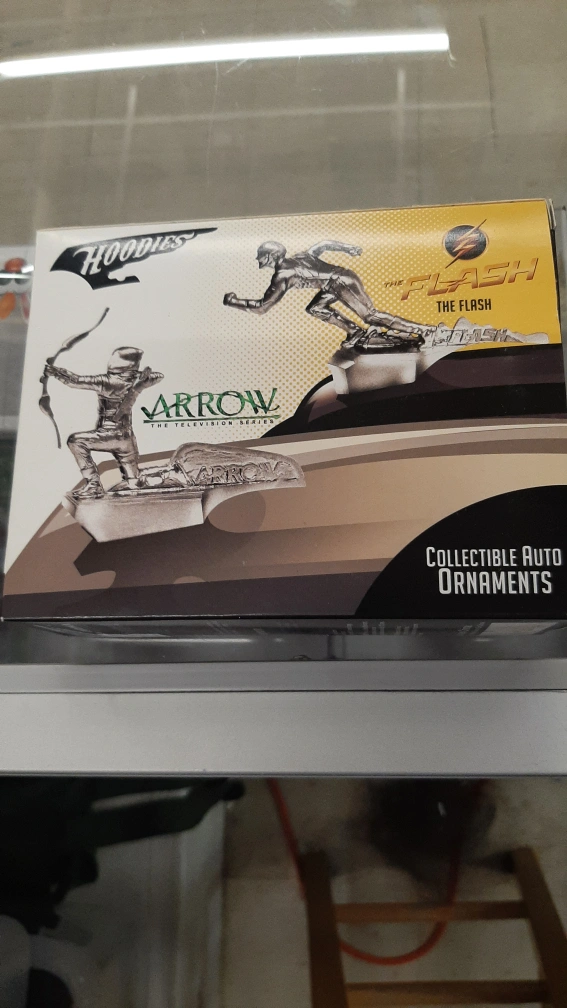 HOODIES
THE FLASH
THE FLASH
ARROW
THE TELEVISION SERIES
ARROW
FLASH
COLLECTIBLE AUTO
ORNAMENTS